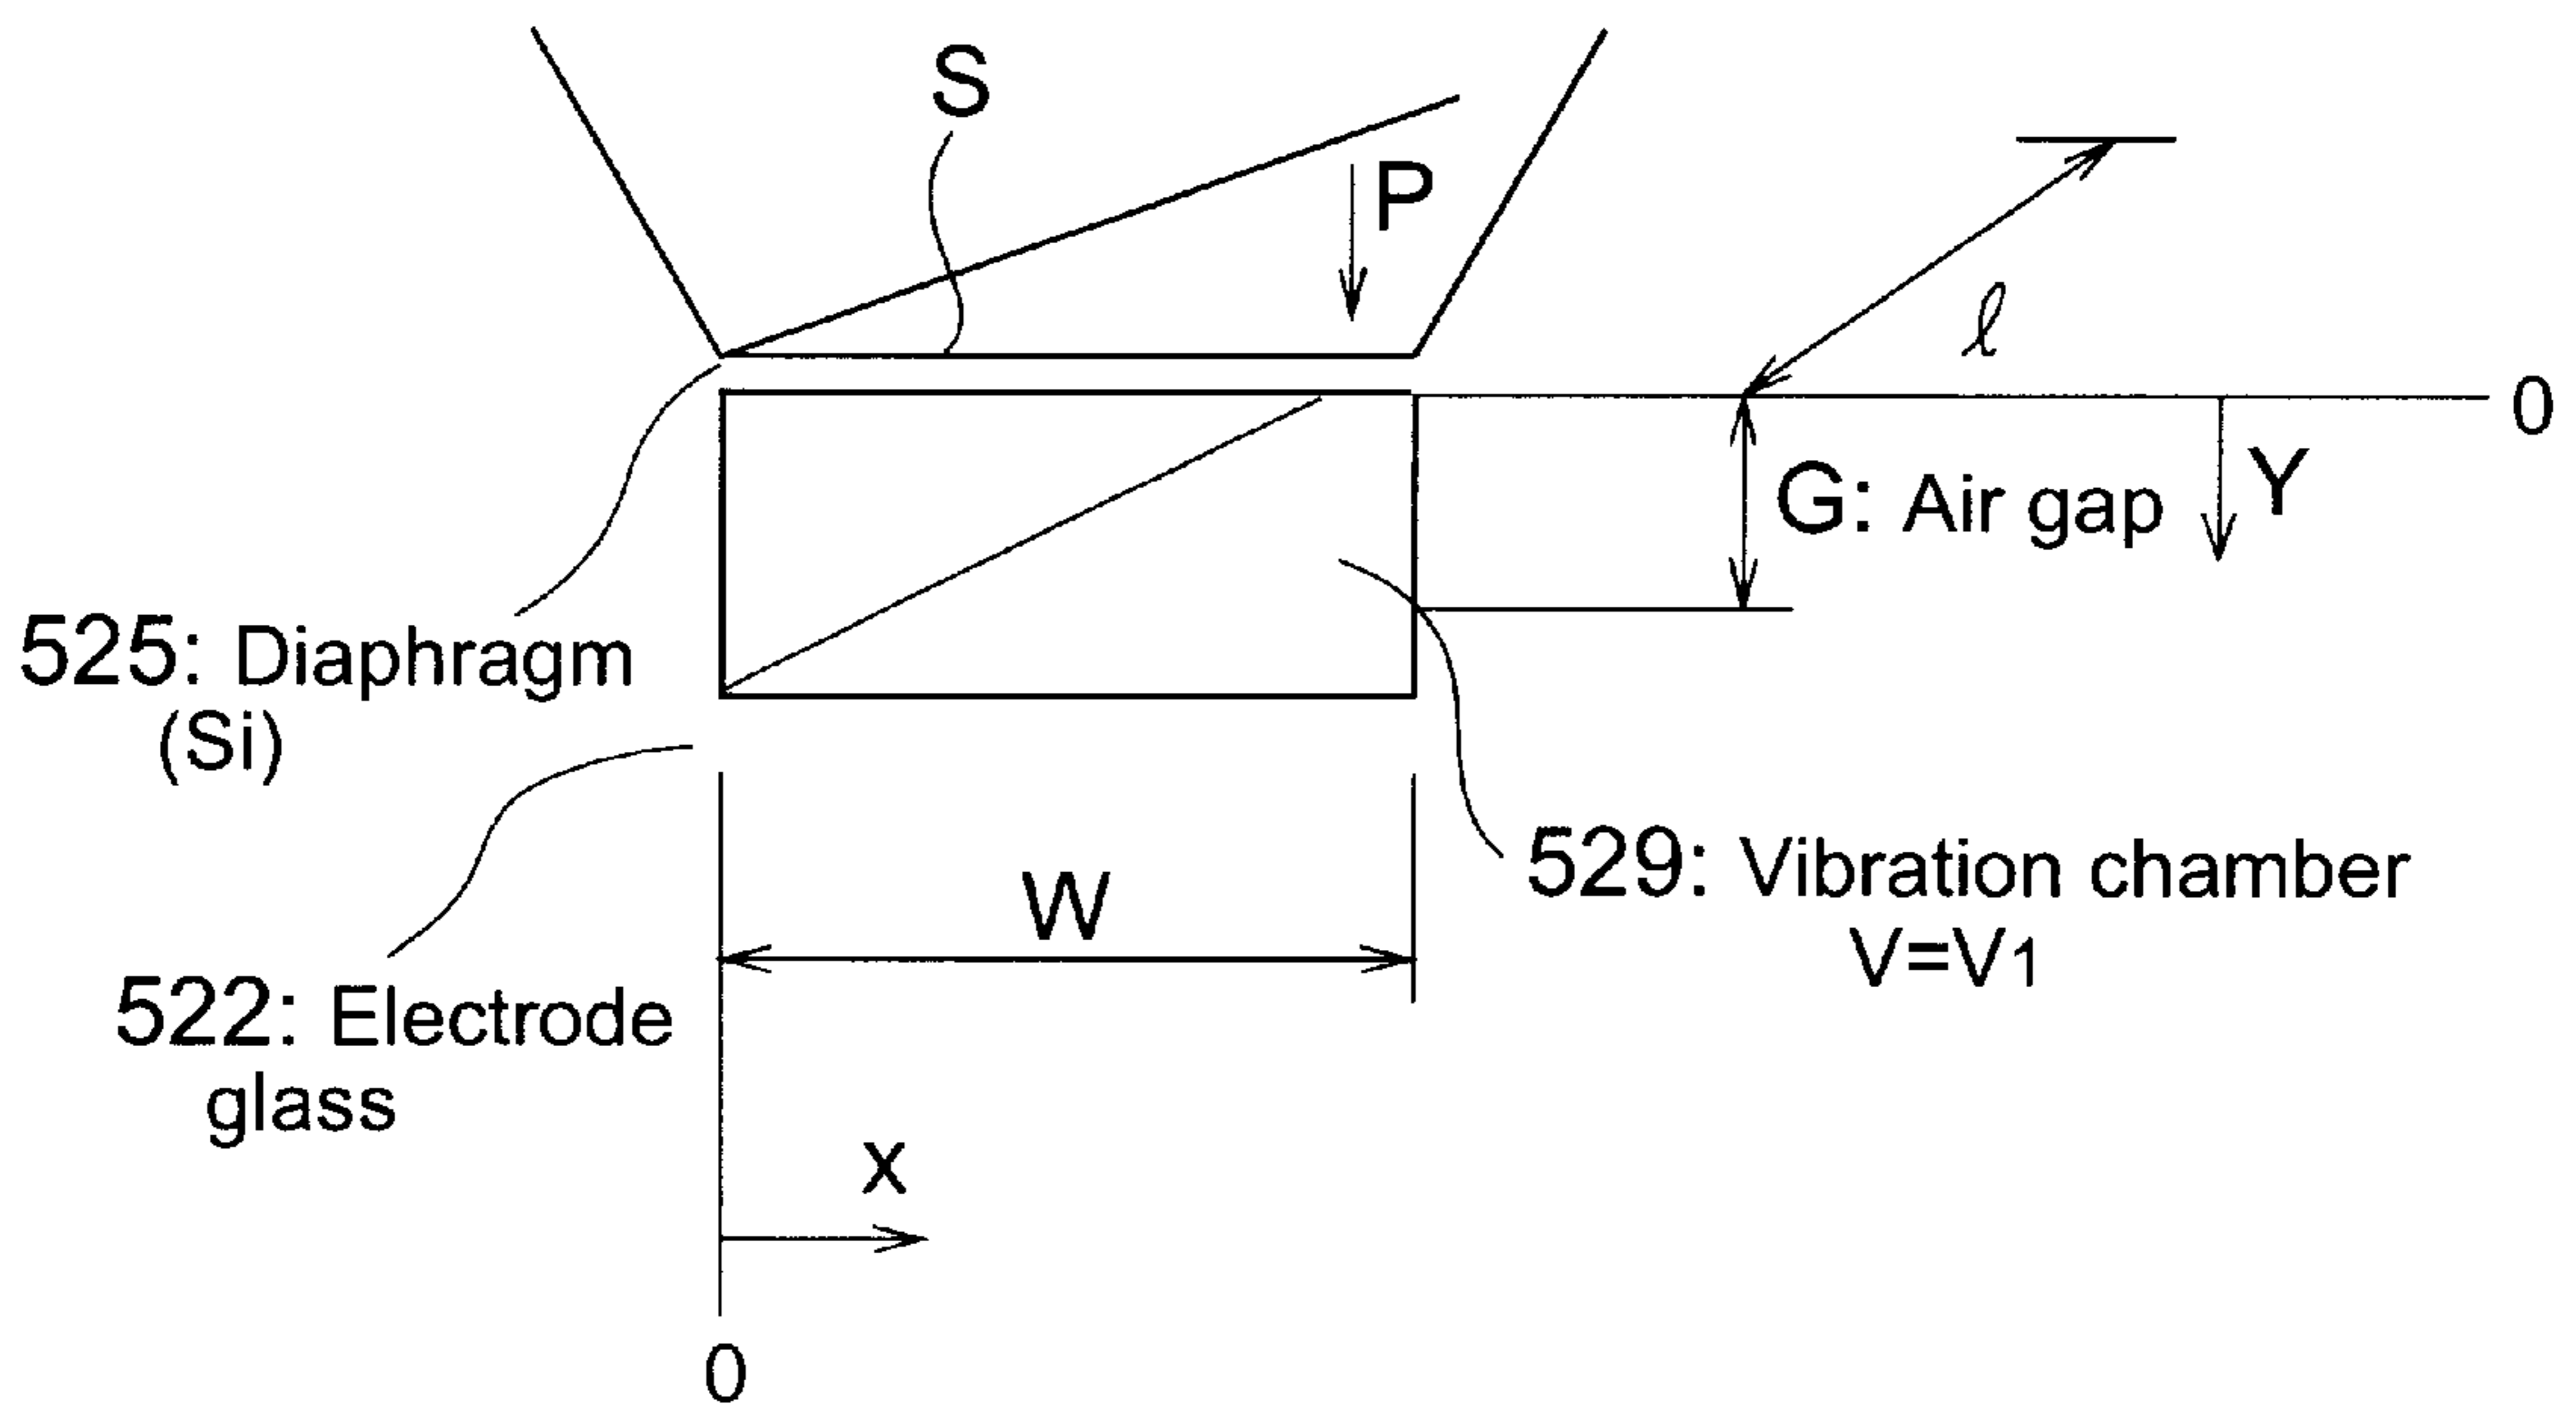 S
P
ℓ
0
G: Air gap
Y
525: Diaphragm
(Si)
529: Vibration chamber
V=V1
W
522: Electrode
glass
x
0